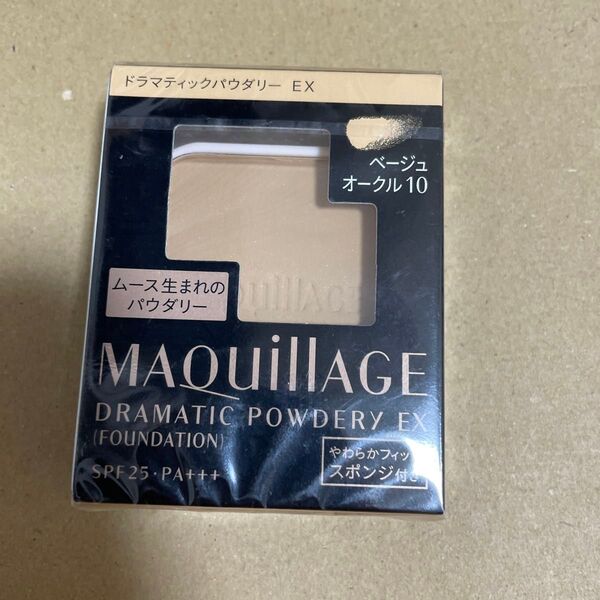 ドラマティックパウダリー EX
ベージュ
オークル10
ムース生まれの
パウダリー
MAQuillAGE
DRAMATIC POWDERY EX
(FOUNDATION)
SPF25・PA+++
やわらかフィット
スポンジ付き